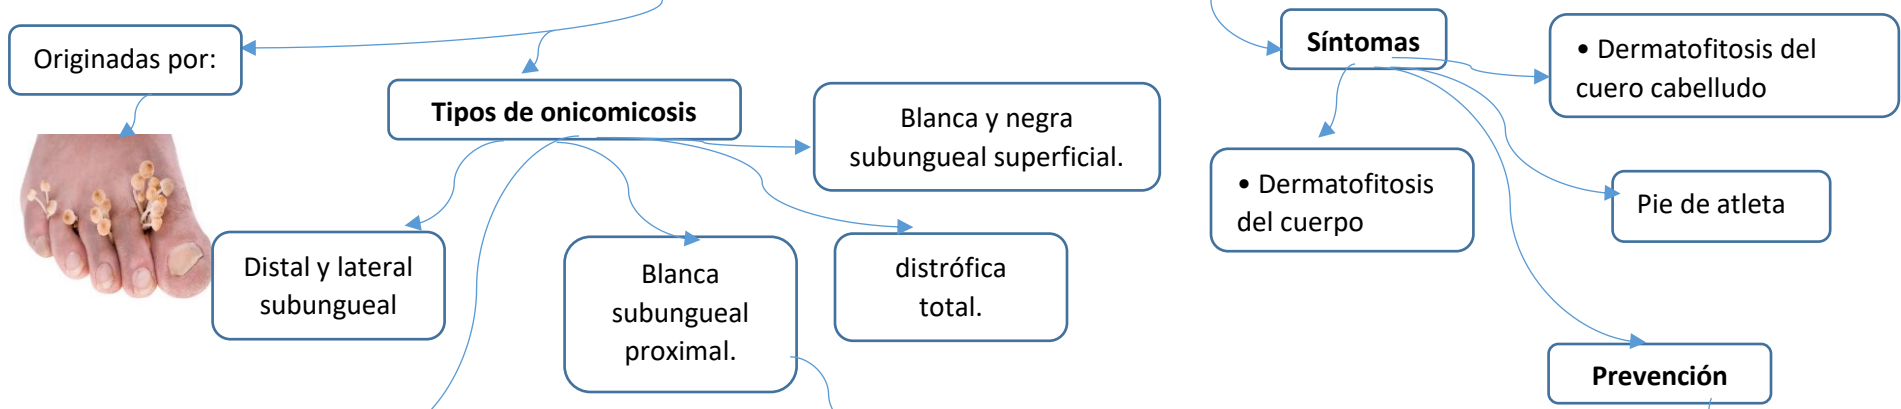 Originadas por:
Tipos de onicomicosis
Blanca y negra
subungueal superficial.
Distal y lateral
subungueal
Blanca
subungueal
proximal.
distrófica
total.
Síntomas
• Dermatofitosis del
cuero cabelludo
• Dermatofitosis
del cuerpo
Pie de atleta
Prevención